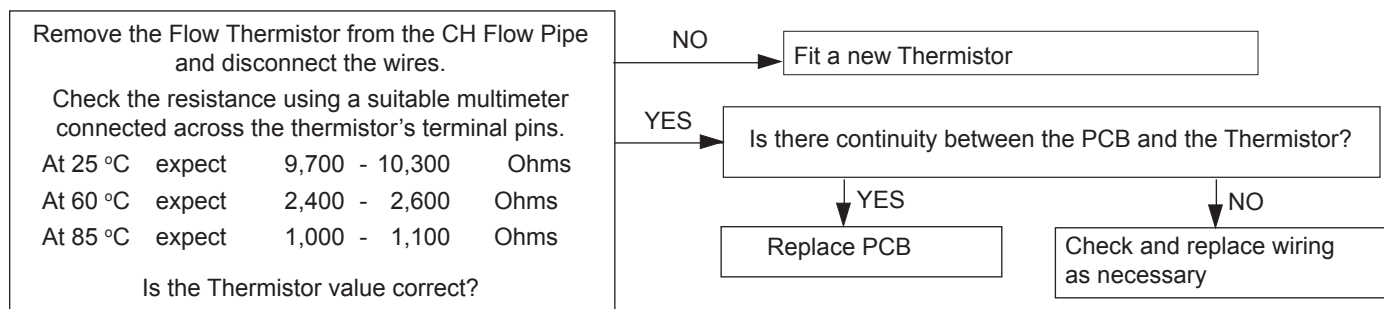 Remove the Flow Thermistor from the CH Flow Pipe
and disconnect the wires.
Check the resistance using a suitable multimeter
connected across the thermistor's terminal pins.
At 25 °C expect 9,700 - 10,300 Ohms
At 60 °C expect 2,400 - 2,600 Ohms
At 85 °C expect 1,000 - 1,100 Ohms
Is the Thermistor value correct?
NO
Fit a new Thermistor
YES
Is there continuity between the PCB and the Thermistor?
YES
Replace PCB
NO
Check and replace wiring
as necessary